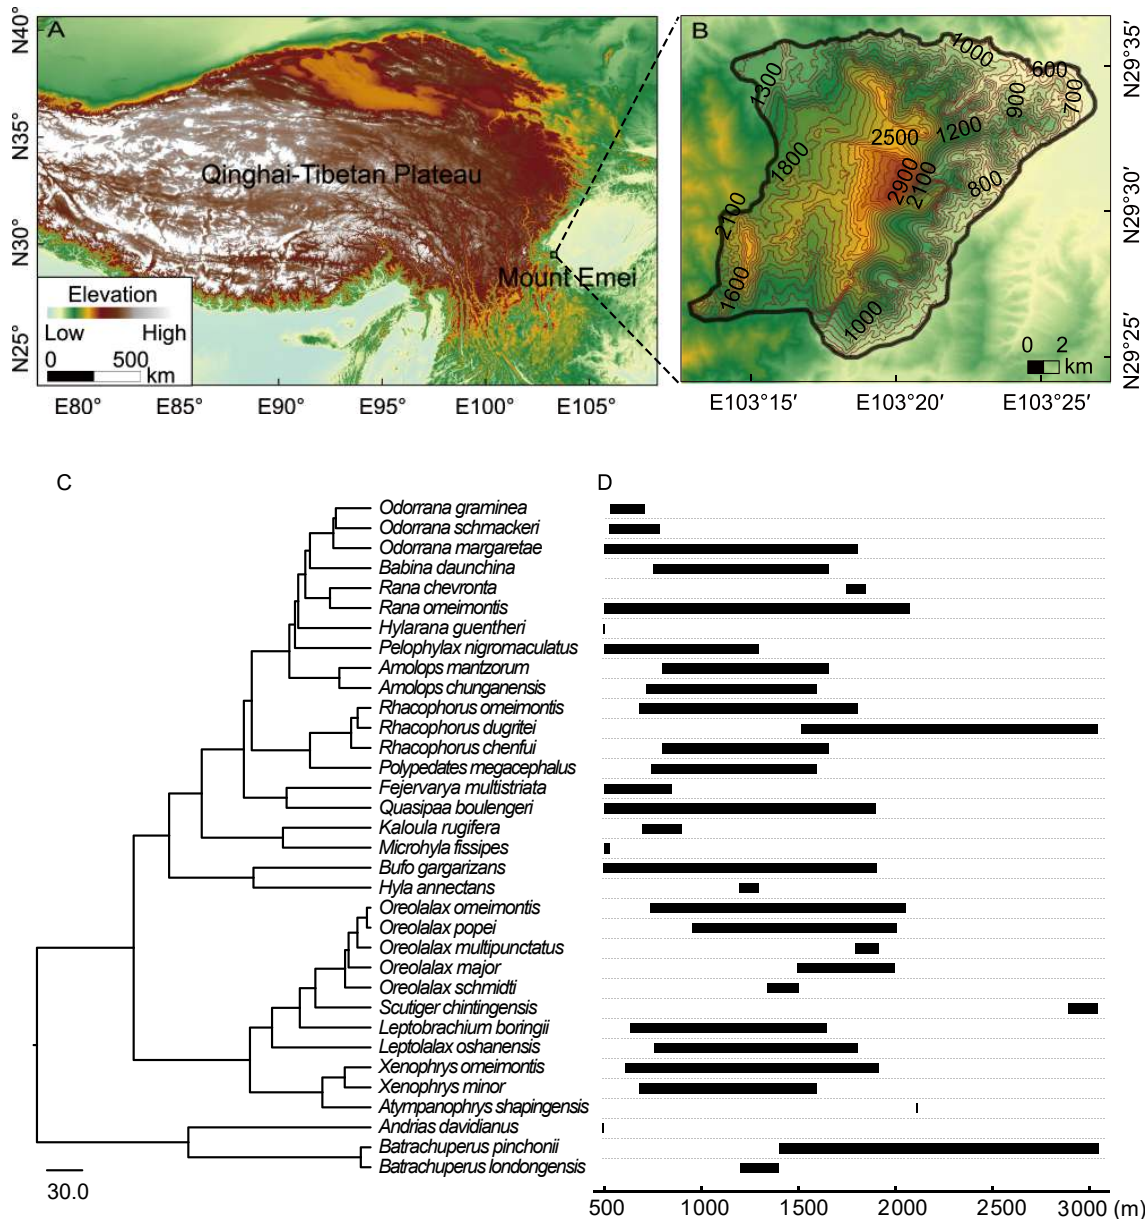 A
N40°
N35°
N30°
N25°
Qinghai-Tibetan Plateau
Mount Emei
Elevation
Low High
0 500
km
E80° E85° E90° E95° E100° E105°
B
1000
600
700
900
1300
2500
1200
1800
2900
2100
800
2100
1600
1000
0 2
km
N29°35′
N29°30′
N29°25′
E103°15′ E103°20′ E103°25′
C
Odorrana graminea
Odorrana schmackeri
Odorrana margaretae
Babina daunchina
Rana chevronta
Rana omeimontis
Hylarana guentheri
Pelophylax nigromaculatus
Amolops mantzorum
Amolops chunganensis
Rhacophorus omeimontis
Rhacophorus dugritei
Rhacophorus chenfui
Polypedates megacephalus
Fejervarya multistriata
Quasipaa boulengeri
Kaloula rugifera
Microhyla fissipes
Bufo gargarizans
Hyla annectans
Oreolalax omeimontis
Oreolalax popei
Oreolalax multipunctatus
Oreolalax major
Oreolalax schmidti
Scutiger chintingensis
Leptobrachium boringii
Leptolalax oshanensis
Xenophrys omeimontis
Xenophrys minor
Atympanophrys shapingensis
Andrias davidianus
Batrachuperus pinchonii
Batrachuperus londongensis
30.0
D
500 1000 1500 2000 2500 3000 (m)